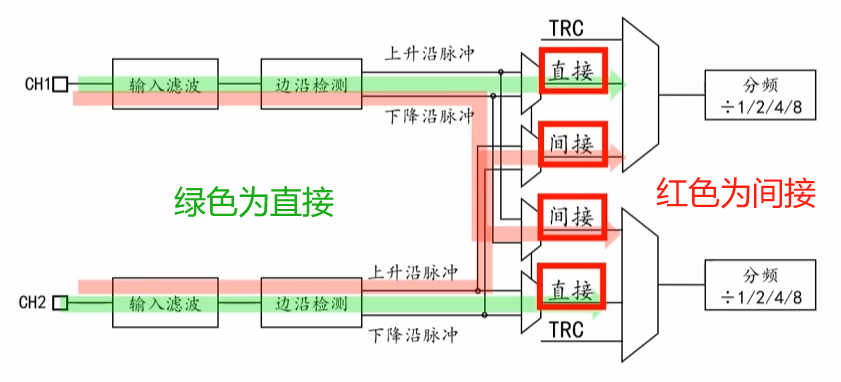 TRC
上升沿脉冲
直接
CH1
输入滤波
边沿检测
分频
÷1/2/4/8
下降沿脉冲
间接
绿色为直接
红色为间接
间接
上升沿脉冲
直接
CH2
输入滤波
边沿检测
分频
÷1/2/4/8
下降沿脉冲
TRC